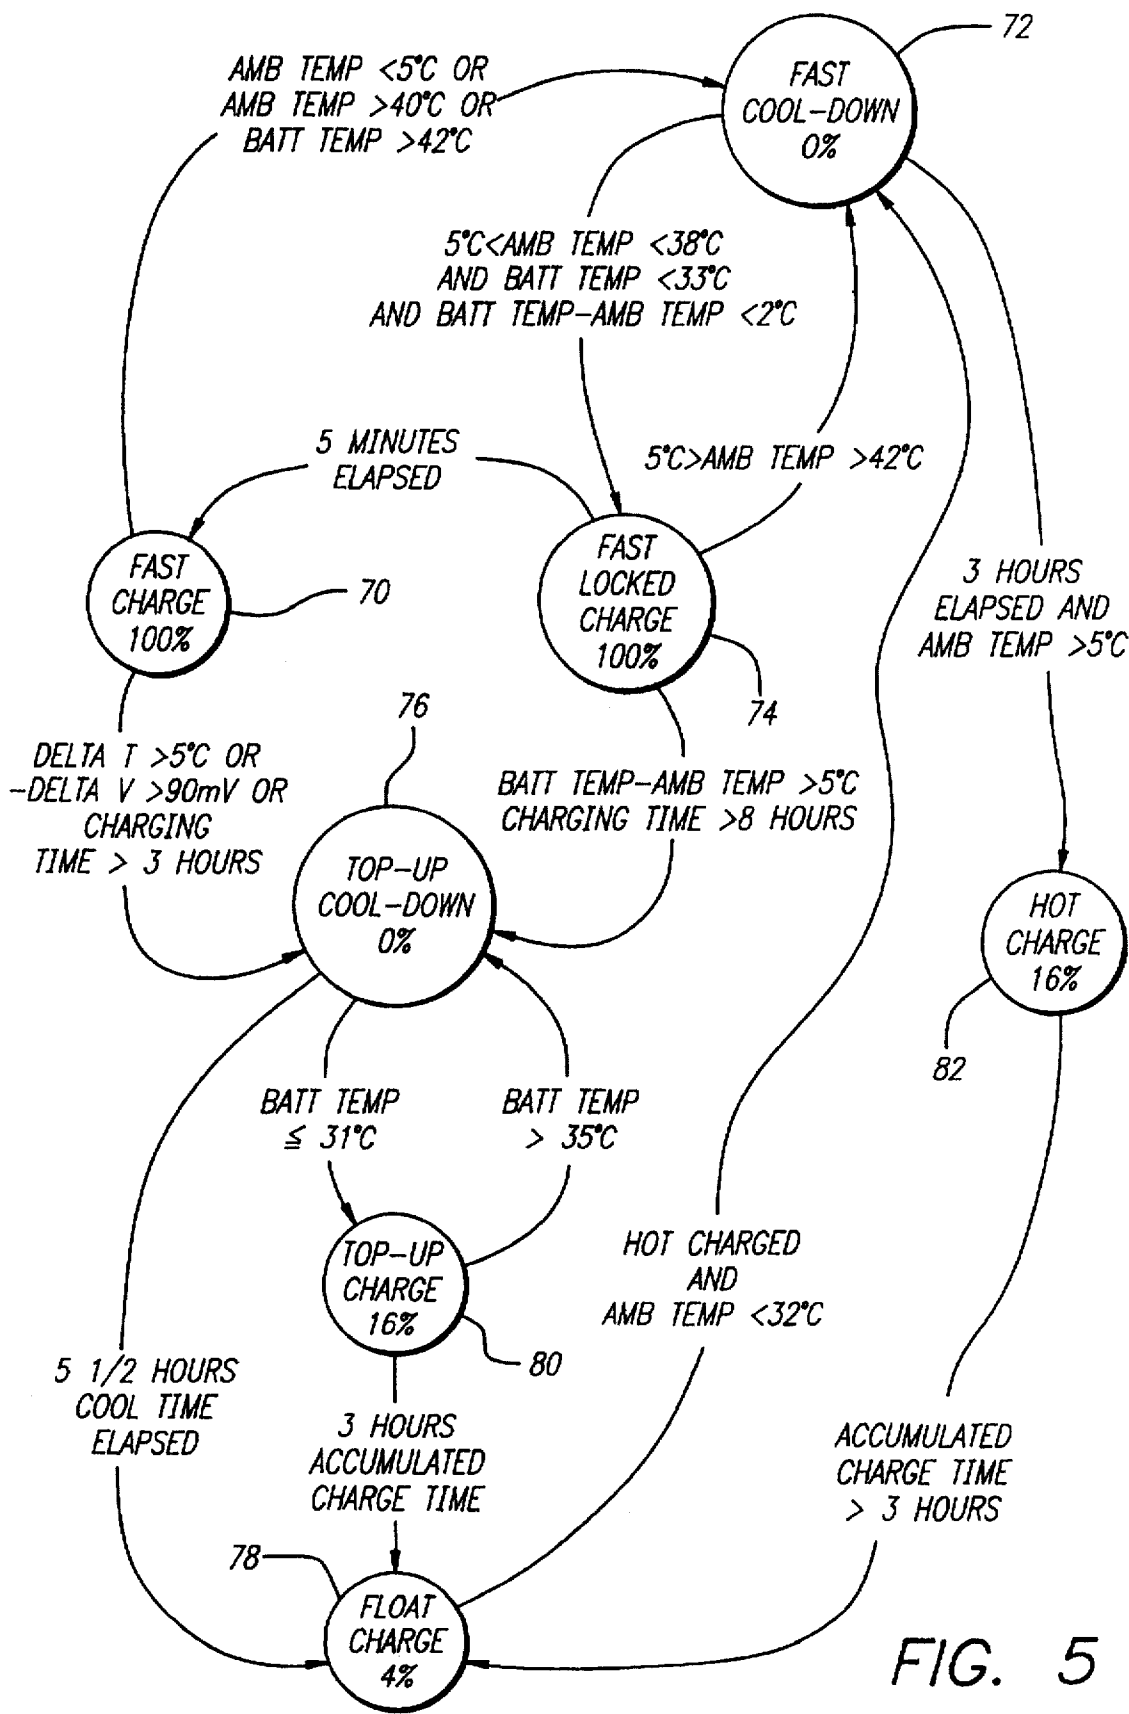 72
AMB TEMP <5°C OR
AMB TEMP >40°C OR
BATT TEMP >42°C
FAST
COOL-DOWN
0%
5°C<AMB TEMP <38°C
AND BATT TEMP <33°C
AND BATT TEMP-AMB TEMP <2°C
5 MINUTES
ELAPSED
5°C>AMB TEMP >42°C
FAST
CHARGE
100%
70
FAST
LOCKED
CHARGE
100%
74
3 HOURS
ELAPSED AND
AMB TEMP >5°C
76
DELTA T >5°C OR
-DELTA V >90mV OR
CHARGING
TIME > 3 HOURS
BATT TEMP-AMB TEMP >5°C
CHARGING TIME >8 HOURS
TOP-UP
COOL-DOWN
0%
HOT
CHARGE
16%
82
BATT TEMP
≦ 31°C
BATT TEMP
> 35°C
TOP-UP
CHARGE
16%
80
HOT CHARGED
AND
AMB TEMP <32°C
5 1/2 HOURS
COOL TIME
ELAPSED
3 HOURS
ACCUMULATED
CHARGE TIME
ACCUMULATED
CHARGE TIME
> 3 HOURS
78
FLOAT
CHARGE
4%
FIG. 5